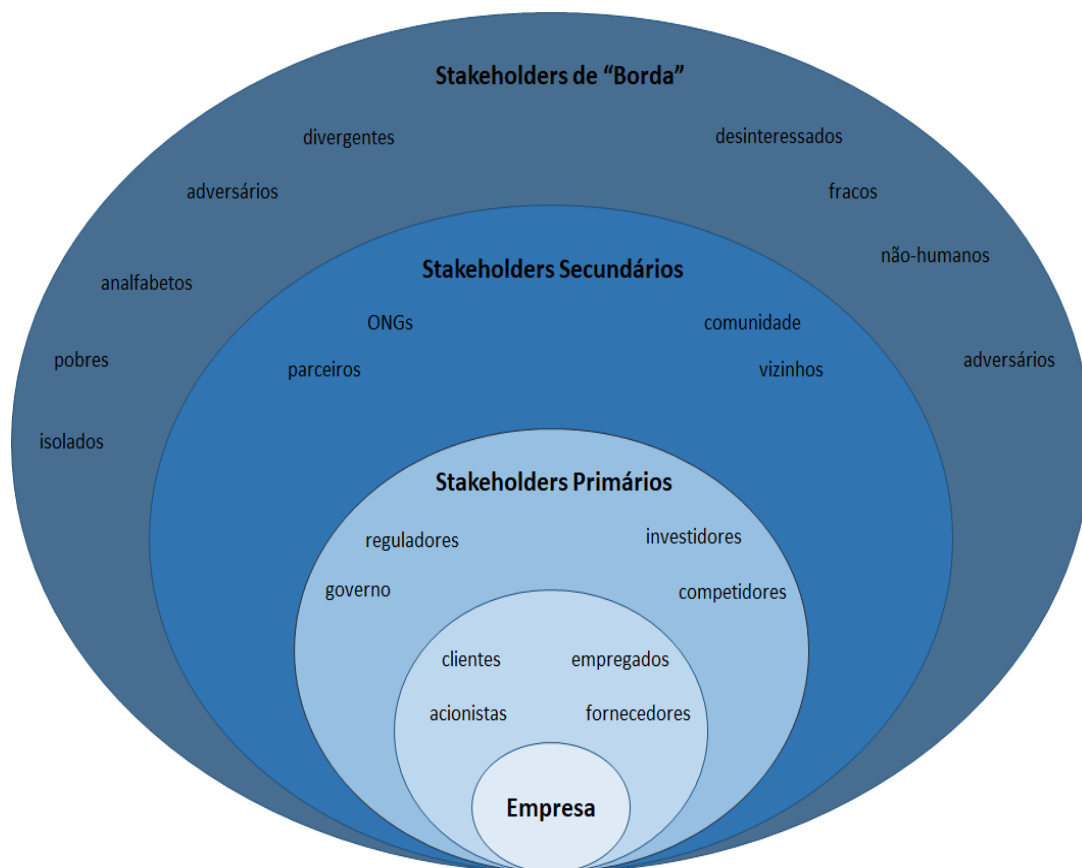 Stakeholders de “Borda”
divergentes
desinteressados
adversários
fracos
não-humanos
analfabetos
pobres
adversários
isolados
Stakeholders Secundários
ONGs
comunidade
parceiros
vizinhos
Stakeholders Primários
reguladores
investidores
governo
competidores
clientes
empregados
acionistas
fornecedores
Empresa